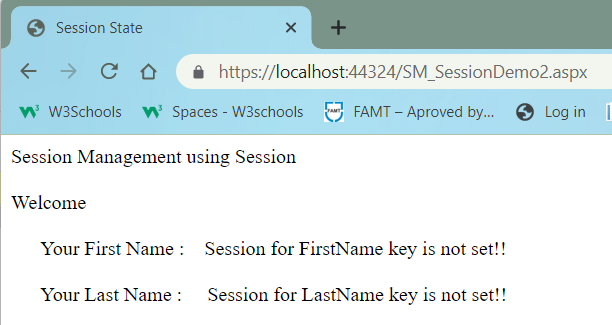 Session State
https://localhost:44324/SM_SessionDemo2.aspx
W3Schools Spaces - W3schools FAMT – Aproved by... Log in
Session Management using Session
Welcome
Your First Name : Session for FirstName key is not set!!
Your Last Name : Session for LastName key is not set!!